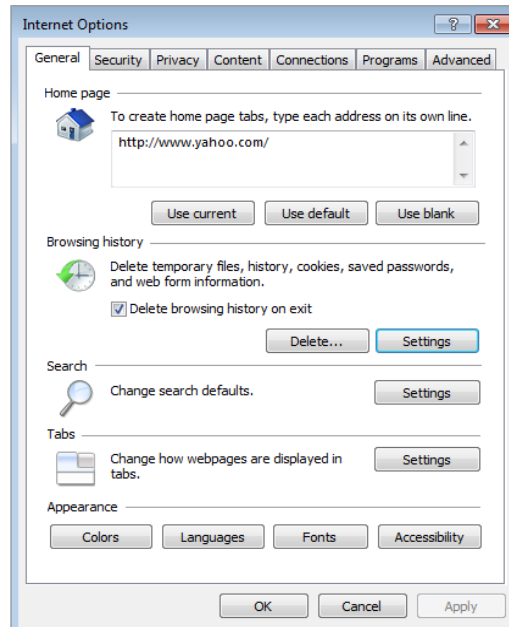 Internet Options
General Security Privacy Content Connections Programs Advanced
Home page
To create home page tabs, type each address on its own line.
http://www.yahoo.com/
Use current Use default Use blank
Browsing history
Delete temporary files, history, cookies, saved passwords,
and web form information.
Delete browsing history on exit
Delete... Settings
Search
Change search defaults. Settings
Tabs
Change how webpages are displayed in Settings
tabs.
Appearance
Colors Languages Fonts Accessibility
OK Cancel Apply